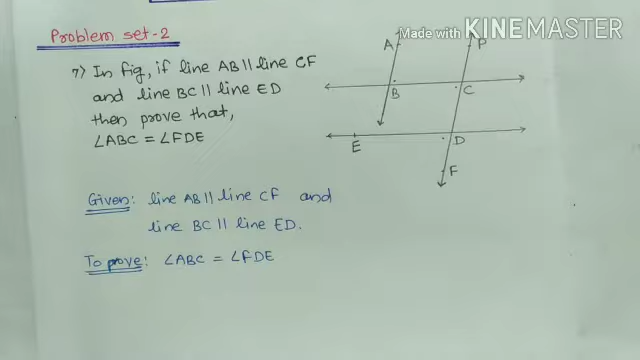 Made with KINEMASTER
Problem set-2
7) In fig, if line AB || line CF
and line BC || line ED
then prove that,
∠ABC = ∠FDE
A
P
B
C
E
D
F
Given: line AB || line CF and
line BC || line ED.
To prove: ∠ABC = ∠FDE